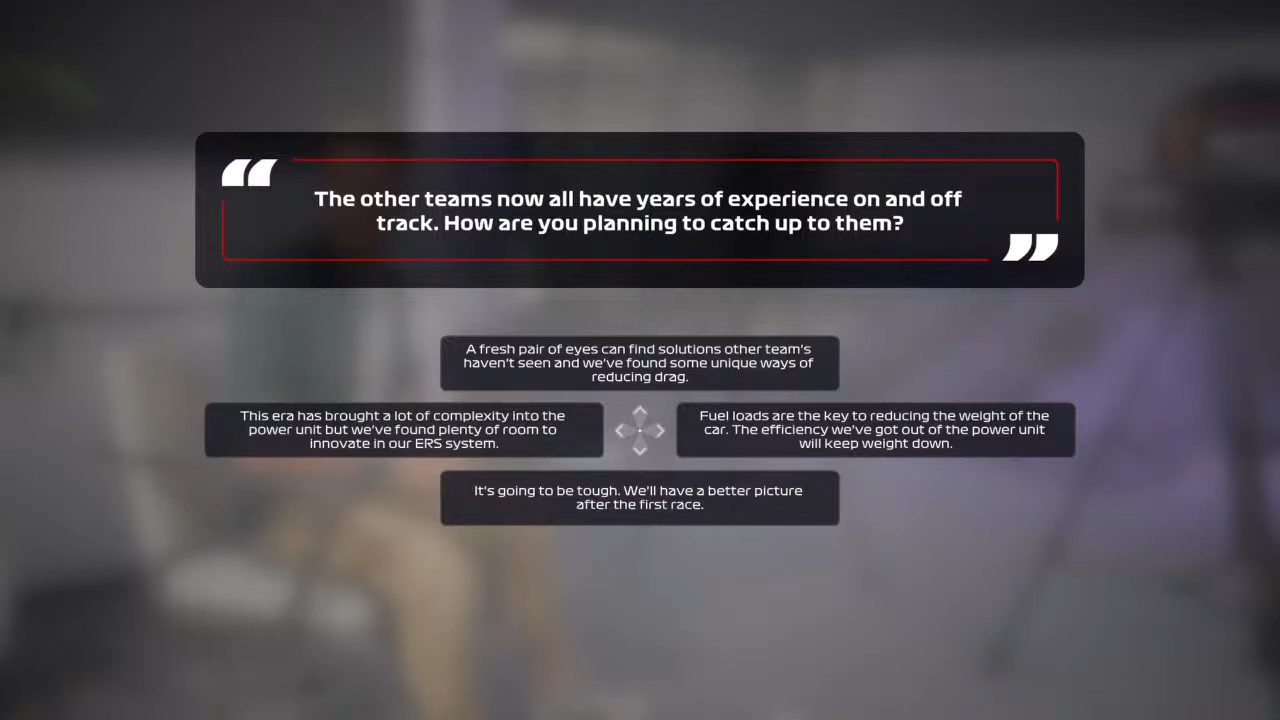 The other teams now all have years of experience on and off
track. How are you planning to catch up to them?
A fresh pair of eyes can find solutions other team's
haven't seen and we've found some unique ways of
reducing drag.
This era has brought a lot of complexity into the
power unit but we've found plenty of room to
innovate in our ERS system.
Fuel loads are the key to reducing the weight of the
car. The efficiency we've got out of the power unit
will keep weight down.
It's going to be tough. We'll have a better picture
after the first race.